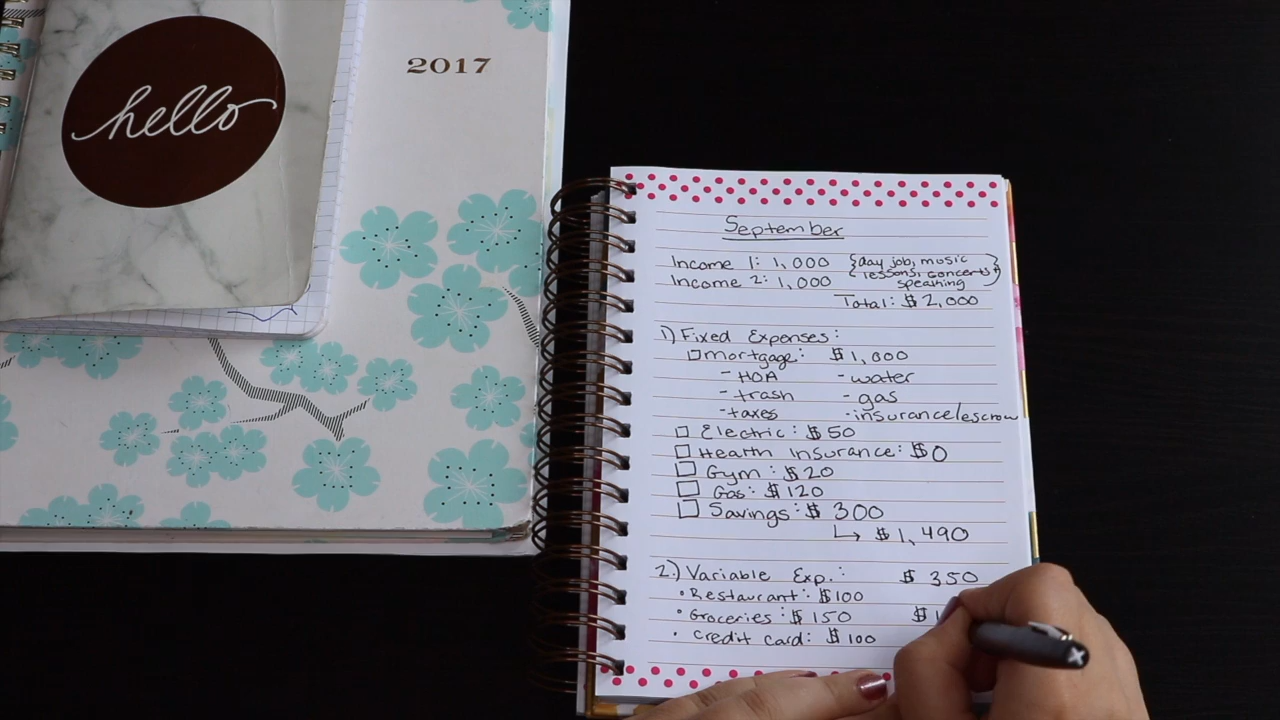 hello
2017
September
Income 1: 1,000 {day job, music
Income 2: 1,000 {lessons, concerts}
speaking
Total: $2,000
1) Fixed Expenses:
mortgage: $1,000
- HOA - water
- trash - gas
- taxes - insurance/escrow
Electric: $50
Health Insurance: $0
Gym: $20
Gas: $120
Savings: $300
↳ $1,490
2.) Variable Exp.: $350
• Restaurant: $100
• Groceries: $150 $1
• Credit card: $100